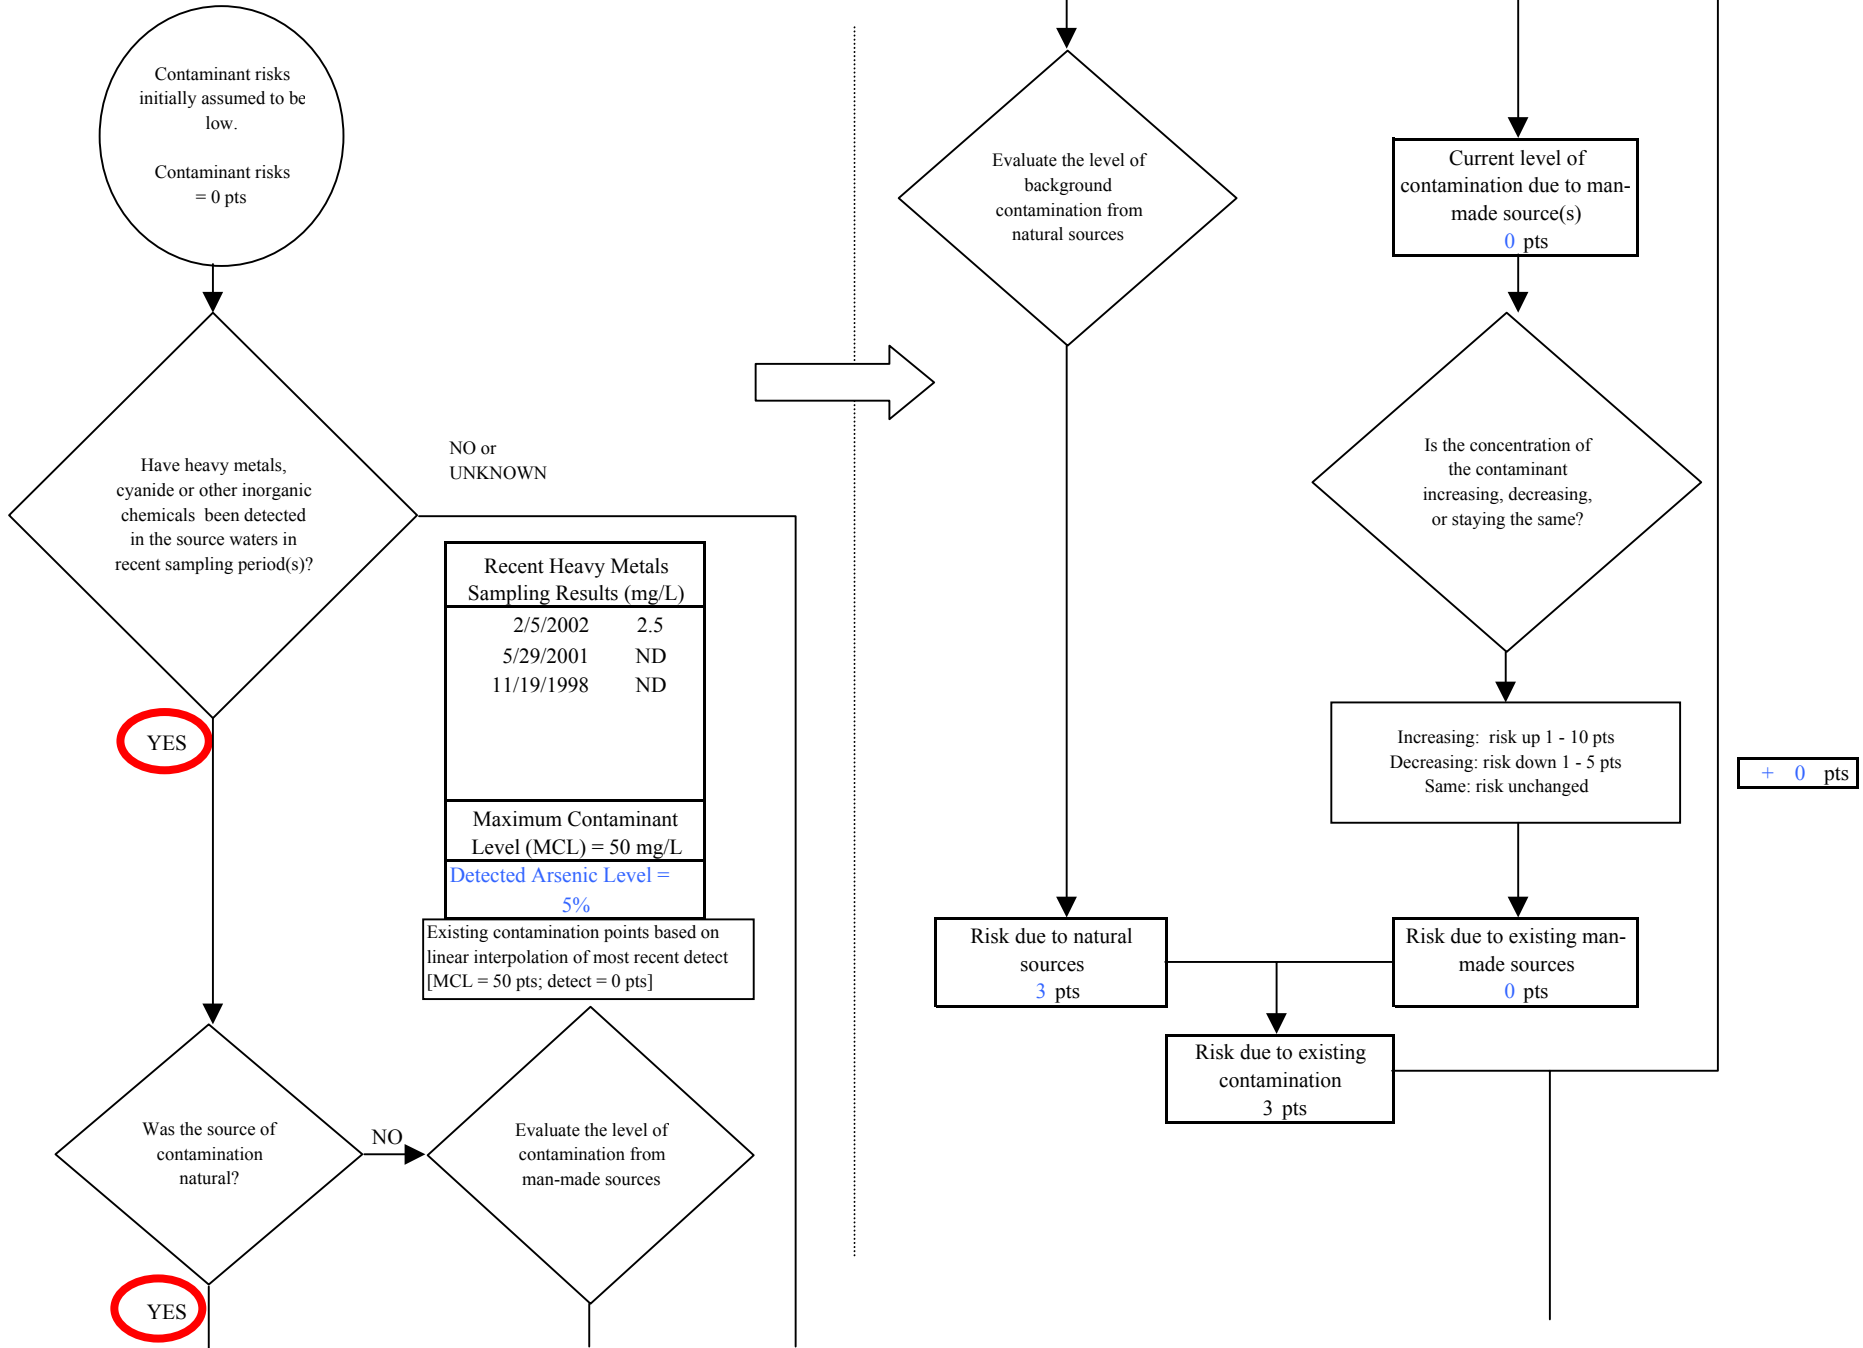 Contaminant risks
initially assumed to be
low.
Contaminant risks
= 0 pts
Have heavy metals,
cyanide or other inorganic
chemicals been detected
in the source waters in
recent sampling period(s)?
NO or
UNKNOWN
YES
Recent Heavy Metals
Sampling Results (mg/L)
2/5/2002 2.5
5/29/2001 ND
11/19/1998 ND
Maximum Contaminant
Level (MCL) = 50 mg/L
Detected Arsenic Level =
5%
Existing contamination points based on
linear interpolation of most recent detect
[MCL = 50 pts; detect = 0 pts]
Was the source of
contamination
natural?
NO
Evaluate the level of
contamination from
man-made sources
YES
Evaluate the level of
background
contamination from
natural sources
Current level of
contamination due to man-
made source(s)
0 pts
Is the concentration of
the contaminant
increasing, decreasing,
or staying the same?
Increasing: risk up 1 - 10 pts
Decreasing: risk down 1 - 5 pts
Same: risk unchanged
+ 0 pts
Risk due to natural
sources
3 pts
Risk due to existing man-
made sources
0 pts
Risk due to existing
contamination
3 pts